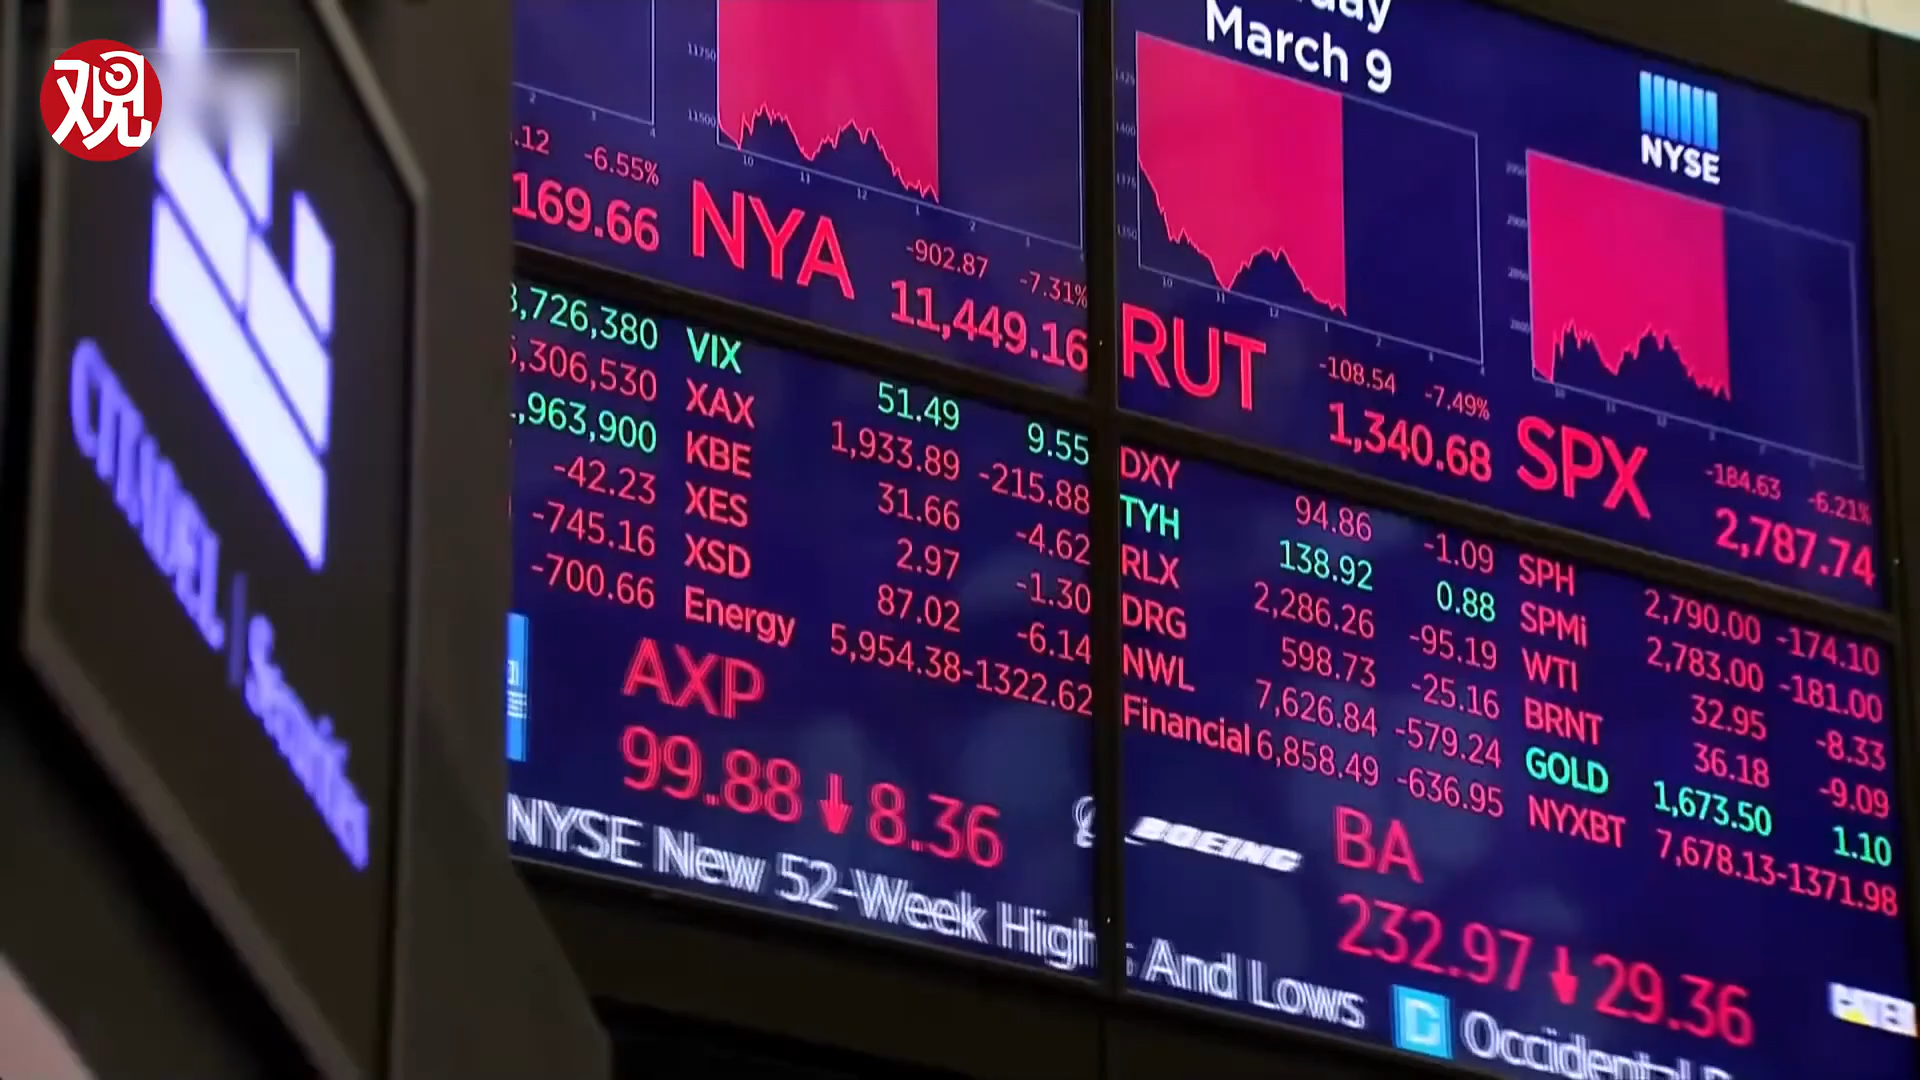 观
CITADEL | Securities
day
March 9
NYSE
11750
11500
.12 -6.55%
169.66
NYA
-902.87 -7.31%
11,449.16
RUT
-108.54 -7.49%
1,340.68
SPX
-184.63 -6.21%
2,787.74
3,726,380
5,306,530
1,963,900
-42.23
-745.16
-700.66
VIX 51.49 9.55
XAX 1,933.89 -215.88
KBE 31.66 -4.62
XES 2.97 -1.30
XSD 87.02 -6.14
Energy 5,954.38 -1322.62
DXY 94.86 -1.09
TYH 138.92 0.88
RLX 2,286.26 -95.19
DRG 598.73 -25.16
NWL 7,626.84 -579.24
Financial 6,858.49 -636.95
SPH 2,790.00 -174.10
SPMi 2,783.00 -181.00
WTI 32.95 -8.33
BRNT 36.18 -9.09
GOLD 1,673.50 1.10
NYXBT 7,678.13 -1371.98
AXP
99.88 ↓ 8.36
BOEING
BA
232.97 ↓ 29.36
NYSE New 52-Week Highs And Lows
Occidental